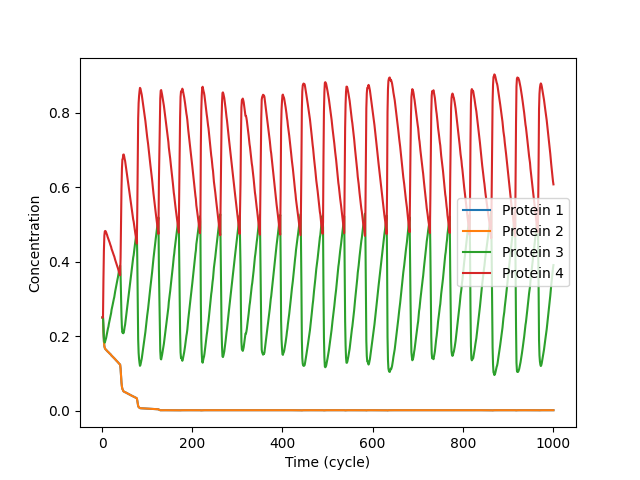 0.8
0.6
0.4
0.2
0.0
Concentration
Protein 1
Protein 2
Protein 3
Protein 4
0 200 400 600 800 1000
Time (cycle)